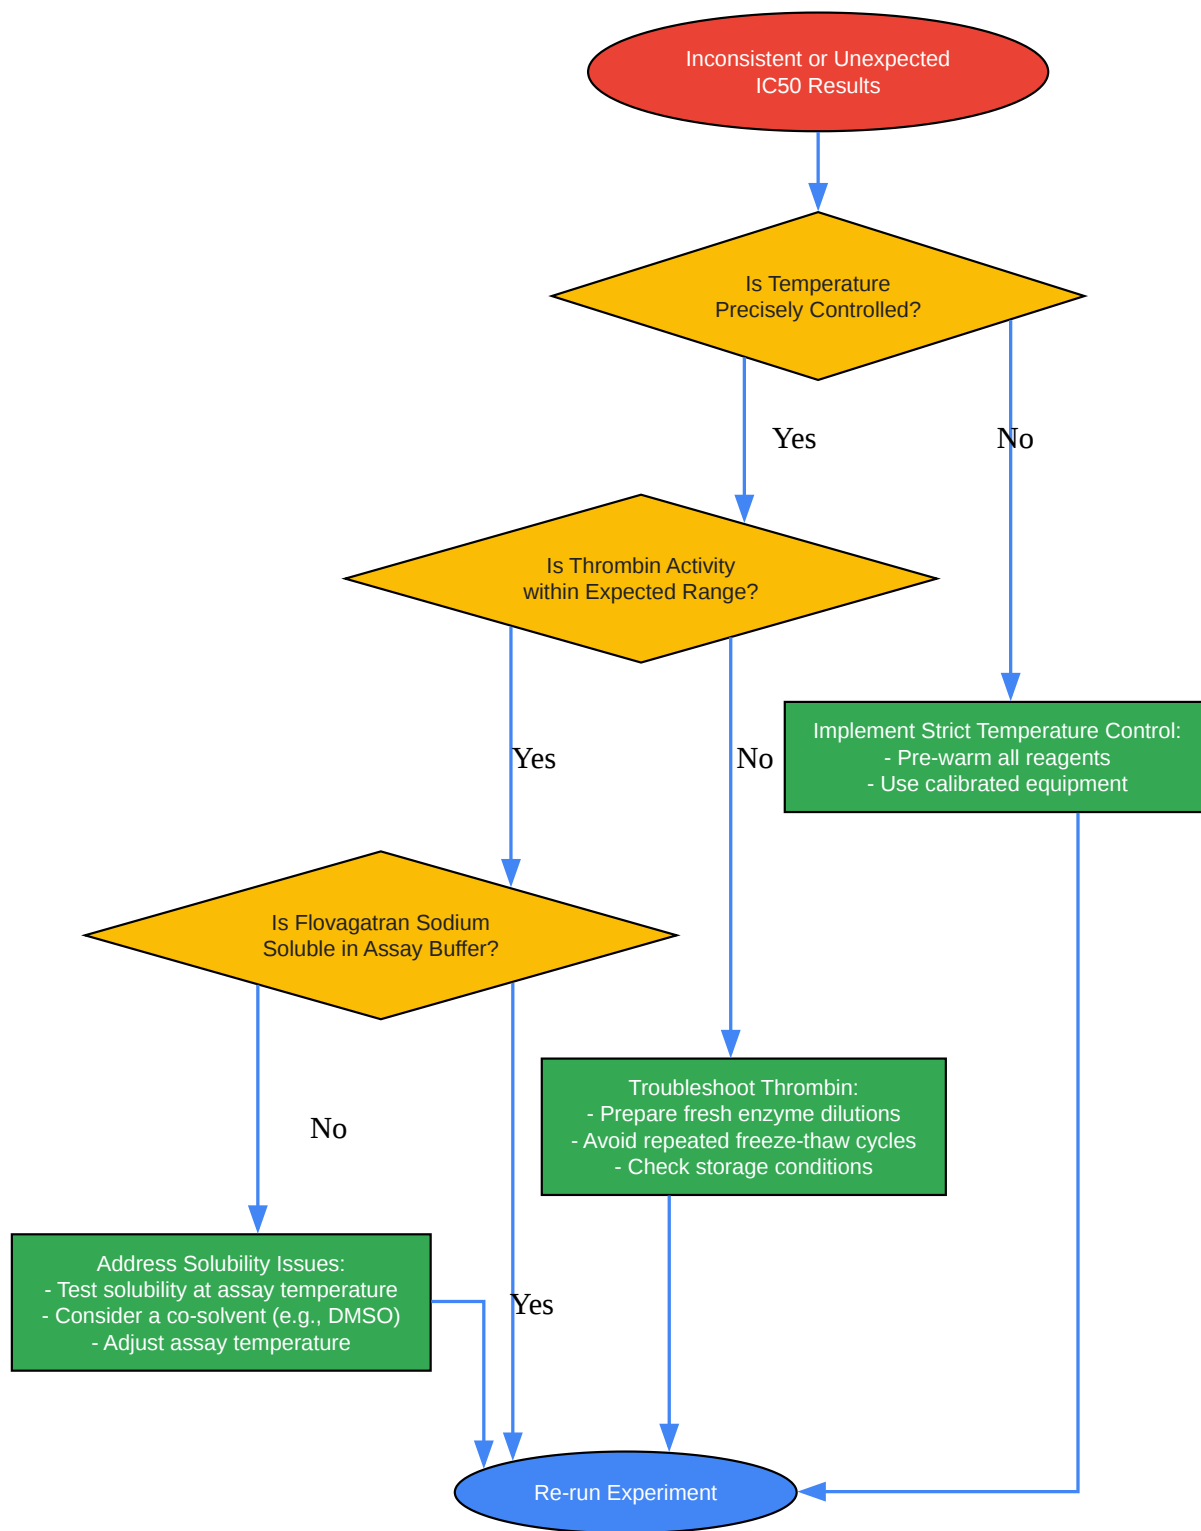 Inconsistent or Unexpected
IC50 Results
Is Temperature
Precisely Controlled?
Yes
No
Is Thrombin Activity
within Expected Range?
Implement Strict Temperature Control:
- Pre-warm all reagents
- Use calibrated equipment
Yes
No
Is Flovagatran Sodium
Soluble in Assay Buffer?
Troubleshoot Thrombin:
- Prepare fresh enzyme dilutions
- Avoid repeated freeze-thaw cycles
- Check storage conditions
No
Address Solubility Issues:
- Test solubility at assay temperature
- Consider a co-solvent (e.g., DMSO)
- Adjust assay temperature
Yes
Re-run Experiment